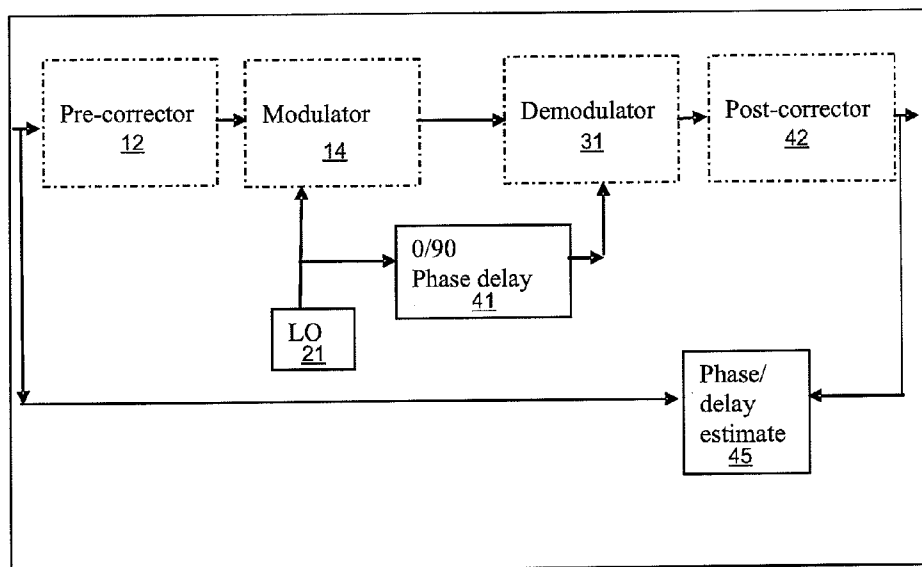 Pre-corrector
12
Modulator
14
Demodulator
31
Post-corrector
42
0/90
Phase delay
41
LO
21
Phase/
delay
estimate
45